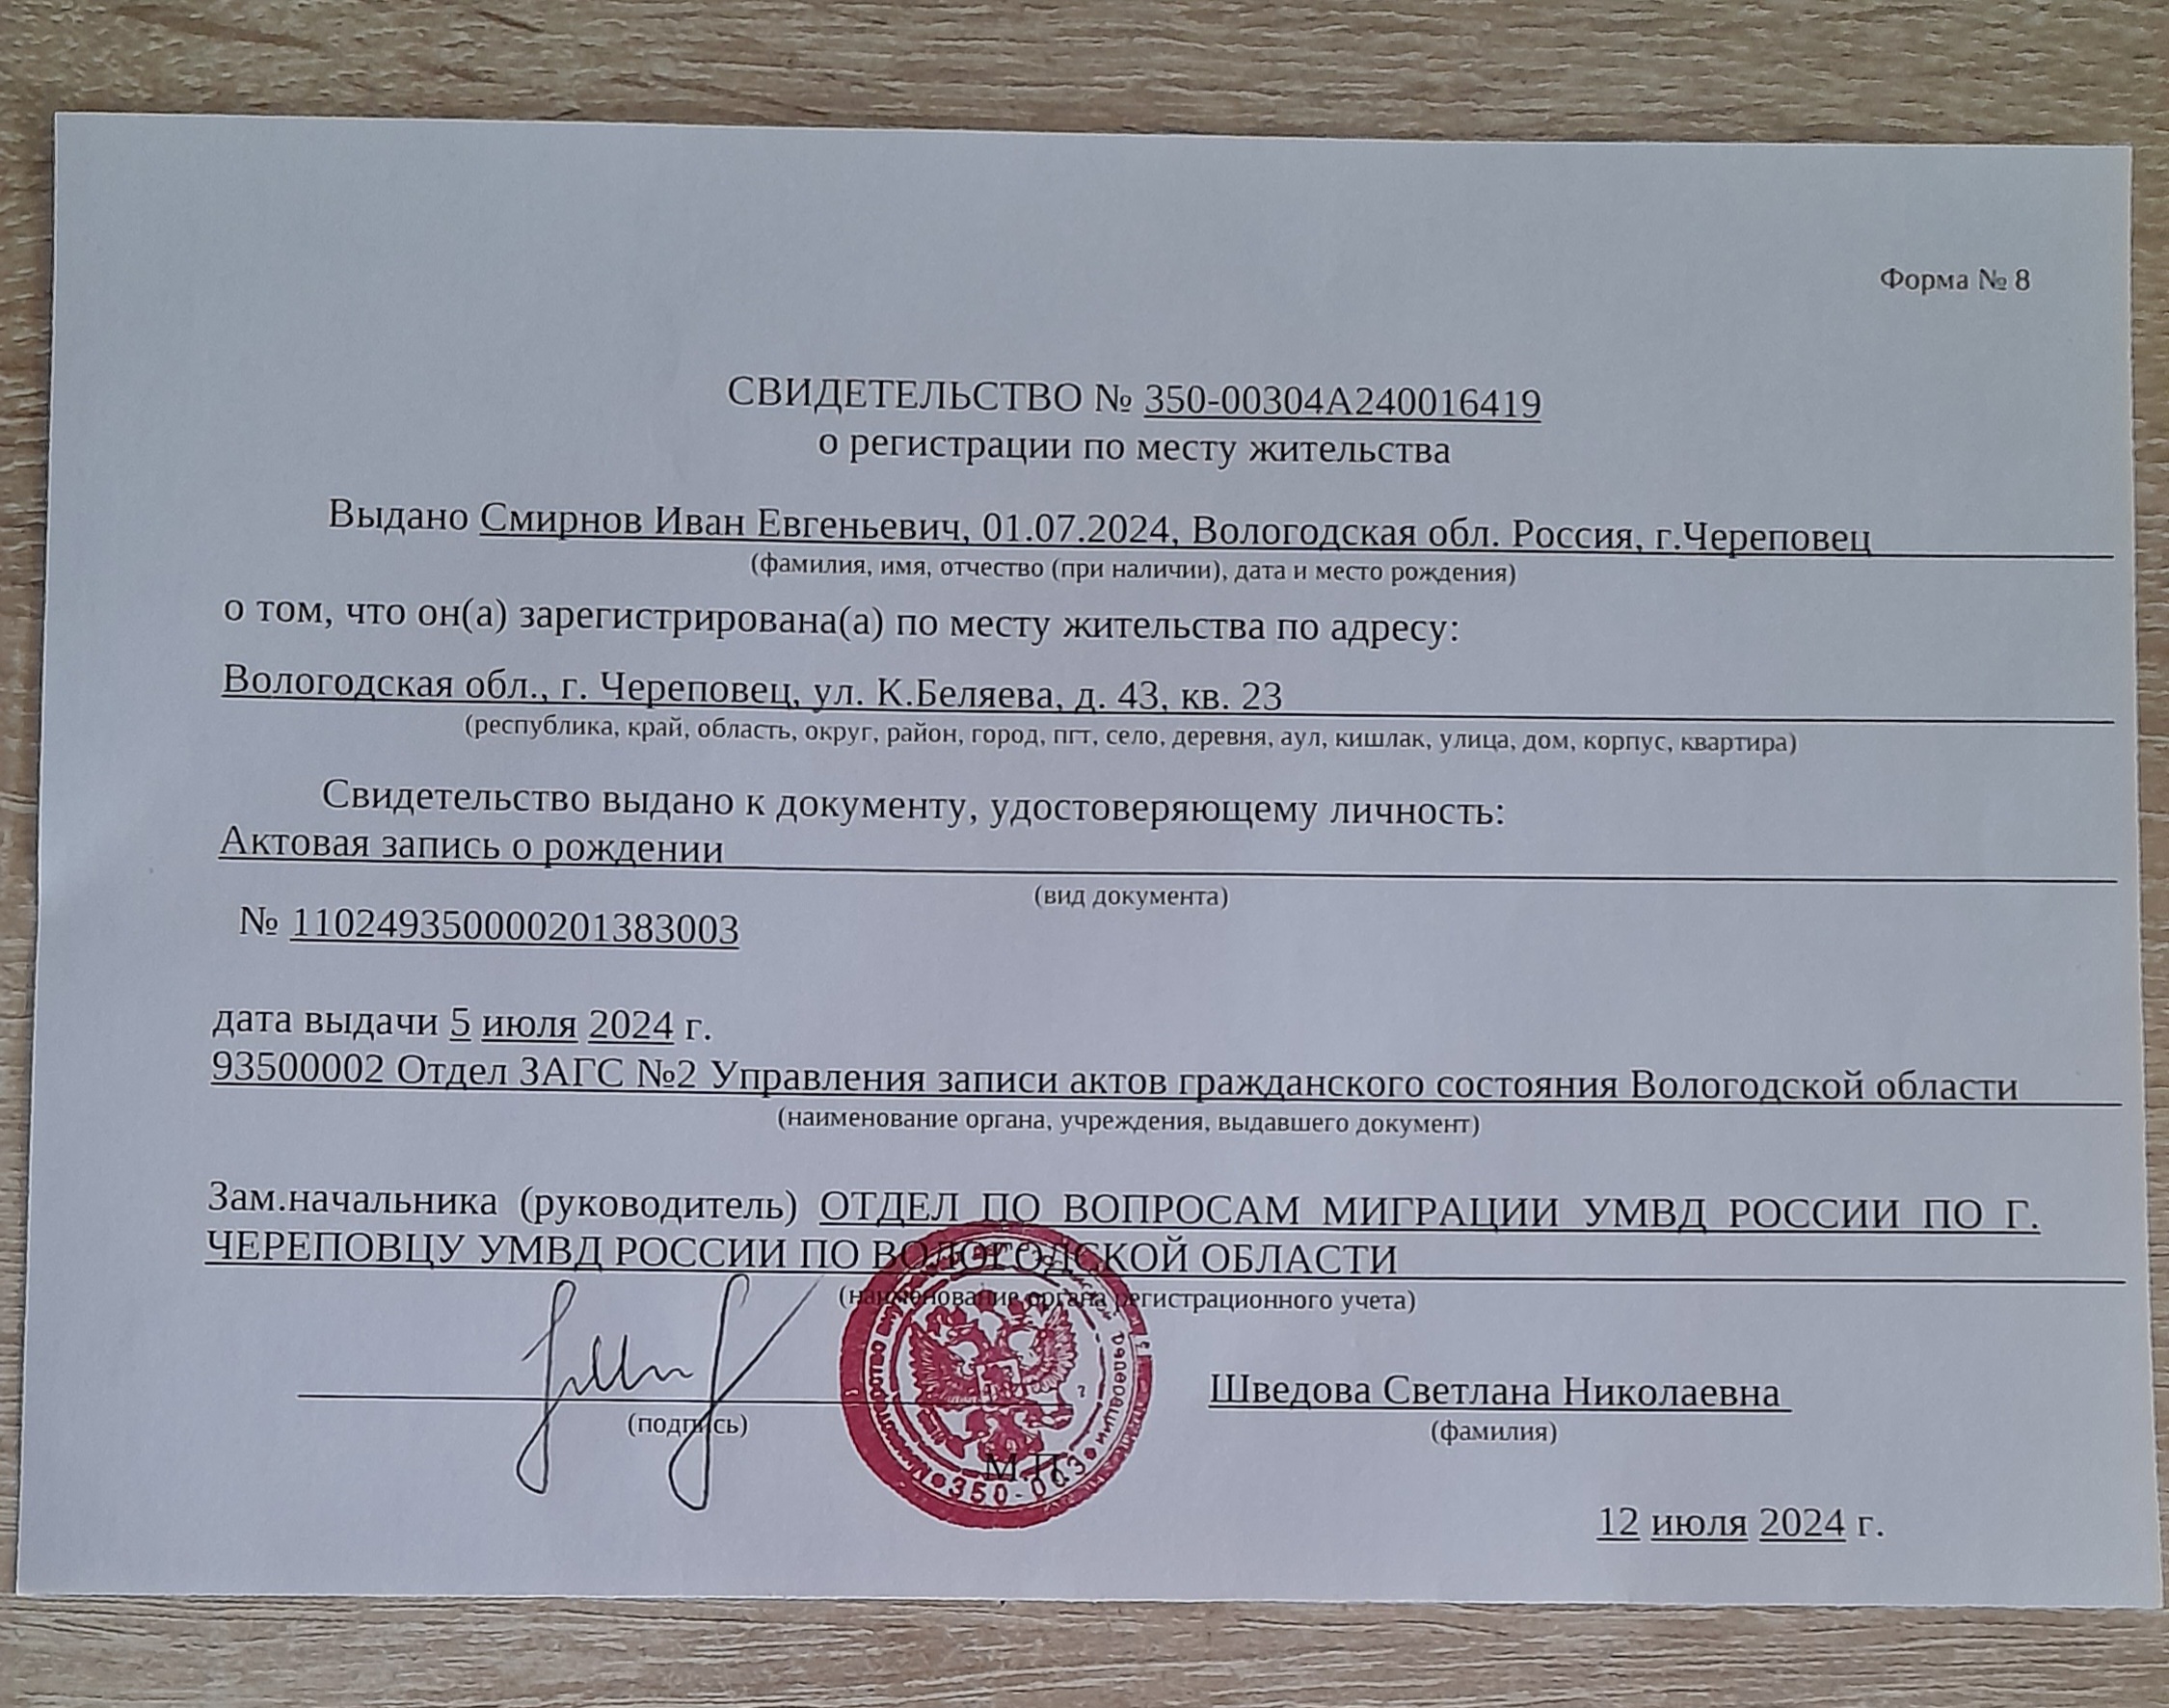 Форма № 8
СВИДЕТЕЛЬСТВО № 350-00304А240016419
о регистрации по месту жительства
Выдано Смирнов Иван Евгеньевич, 01.07.2024, Вологодская обл. Россия, г.Череповец
(фамилия, имя, отчество (при наличии), дата и место рождения)
о том, что он(а) зарегистрирована(а) по месту жительства по адресу:
Вологодская обл., г. Череповец, ул. К.Беляева, д. 43, кв. 23
(республика, край, область, округ, район, город, пгт, село, деревня, аул, кишлак, улица, дом, корпус, квартира)
Свидетельство выдано к документу, удостоверяющему личность:
Актовая запись о рождении
(вид документа)
№ 110249350000201383003
дата выдачи 5 июля 2024 г.
93500002 Отдел ЗАГС №2 Управления записи актов гражданского состояния Вологодской области
(наименование органа, учреждения, выдавшего документ)
Зам.начальника (руководитель) ОТДЕЛ ПО ВОПРОСАМ МИГРАЦИИ УМВД РОССИИ ПО Г.
ЧЕРЕПОВЦУ УМВД РОССИИ ПО ВОЛОГОДСКОЙ ОБЛАСТИ
(наименование органа регистрационного учета)
Шведова Светлана Николаевна
(подпись)
(фамилия)
М.П.
350-003
12 июля 2024 г.